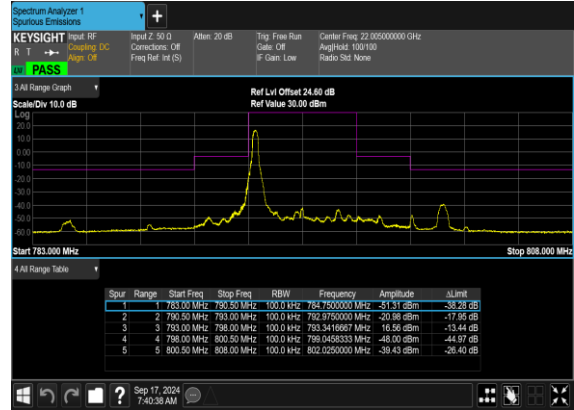 Spectrum Analyzer 1
Spurious Emissions
+
KEYSIGHT Input: RF Input Z: 50 Ω Atten: 20 dB Trig: Free Run Center Freq: 22.005000000 GHz
R T Coupling: DC Corrections: Off Gate: Off Avg|Hold: 100/100
Align: Off Freq Ref: Int (S) IF Gain: Low Radio Std: None
PASS
3 All Range Graph
Ref Lvl Offset 24.60 dB
Scale/Div 10.0 dB Ref Value 30.00 dBm
Log
20.0
10.0
0.00
-10.0
-20.0
-30.0
-40.0
-50.0
-60.0
Start 783.000 MHz Stop 808.000 MHz
4 All Range Table
Spur Range Start Freq Stop Freq RBW Frequency Amplitude ΔLimit
1 1 783.00 MHz 790.50 MHz 100.0 kHz 784.7500000 MHz -51.31 dBm -38.28 dB
2 2 790.50 MHz 793.00 MHz 100.0 kHz 792.9750000 MHz -20.98 dBm -17.95 dB
3 3 793.00 MHz 798.00 MHz 100.0 kHz 793.3416667 MHz 16.56 dBm -13.44 dB
4 4 798.00 MHz 800.50 MHz 100.0 kHz 799.0458333 MHz -48.00 dBm -44.97 dB
5 5 800.50 MHz 808.00 MHz 100.0 kHz 802.0250000 MHz -39.43 dBm -26.40 dB
? Sep 17, 2024
7:40:38 AM